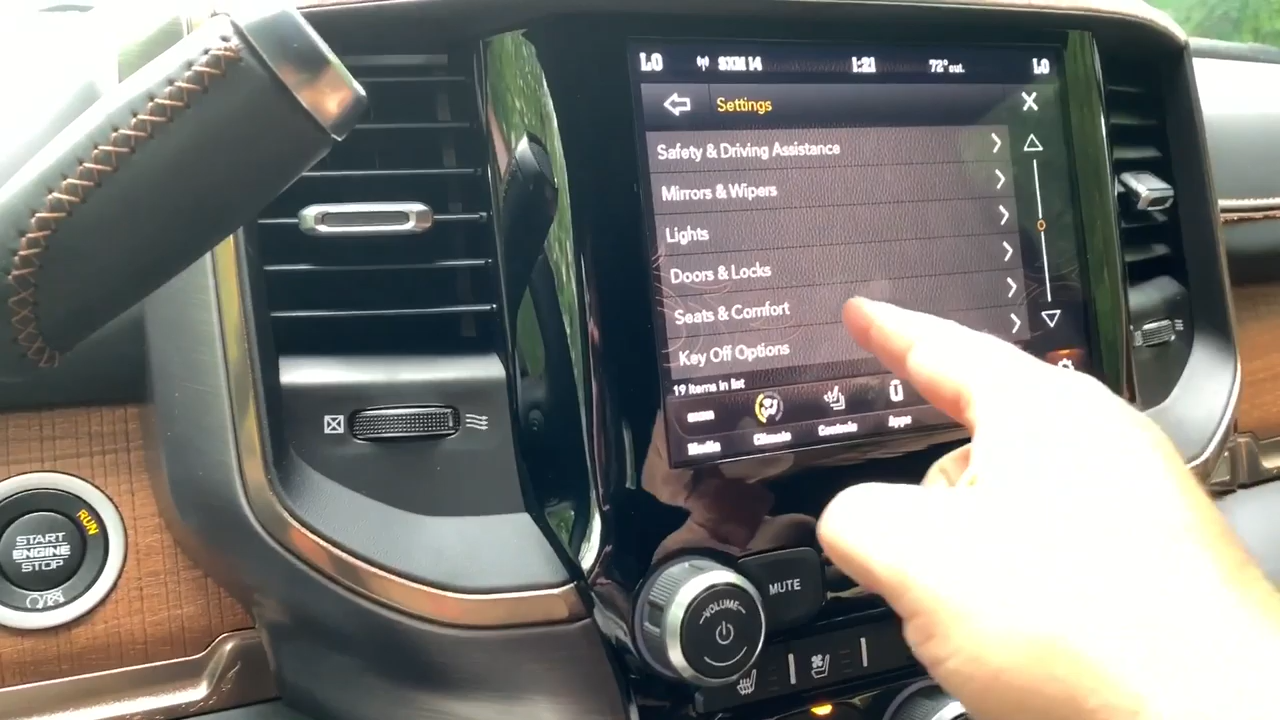 LO SXM 14 1:21 72° out. LO
Settings
Safety & Driving Assistance
Mirrors & Wipers
Lights
Doors & Locks
Seats & Comfort
Key Off Options
19 items in list
Media Climate Controls Apps
RUN
START
ENGINE
STOP
MUTE
VOLUME